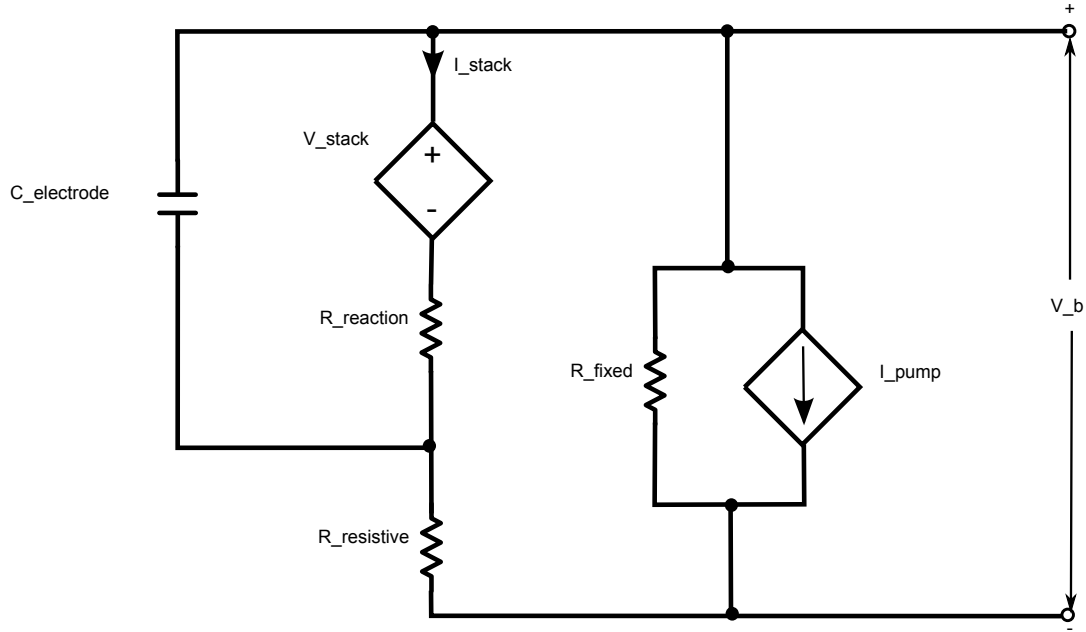 +
I_stack
V_stack
+
-
C_electrode
R_reaction
V_b
R_fixed
I_pump
R_resistive
-